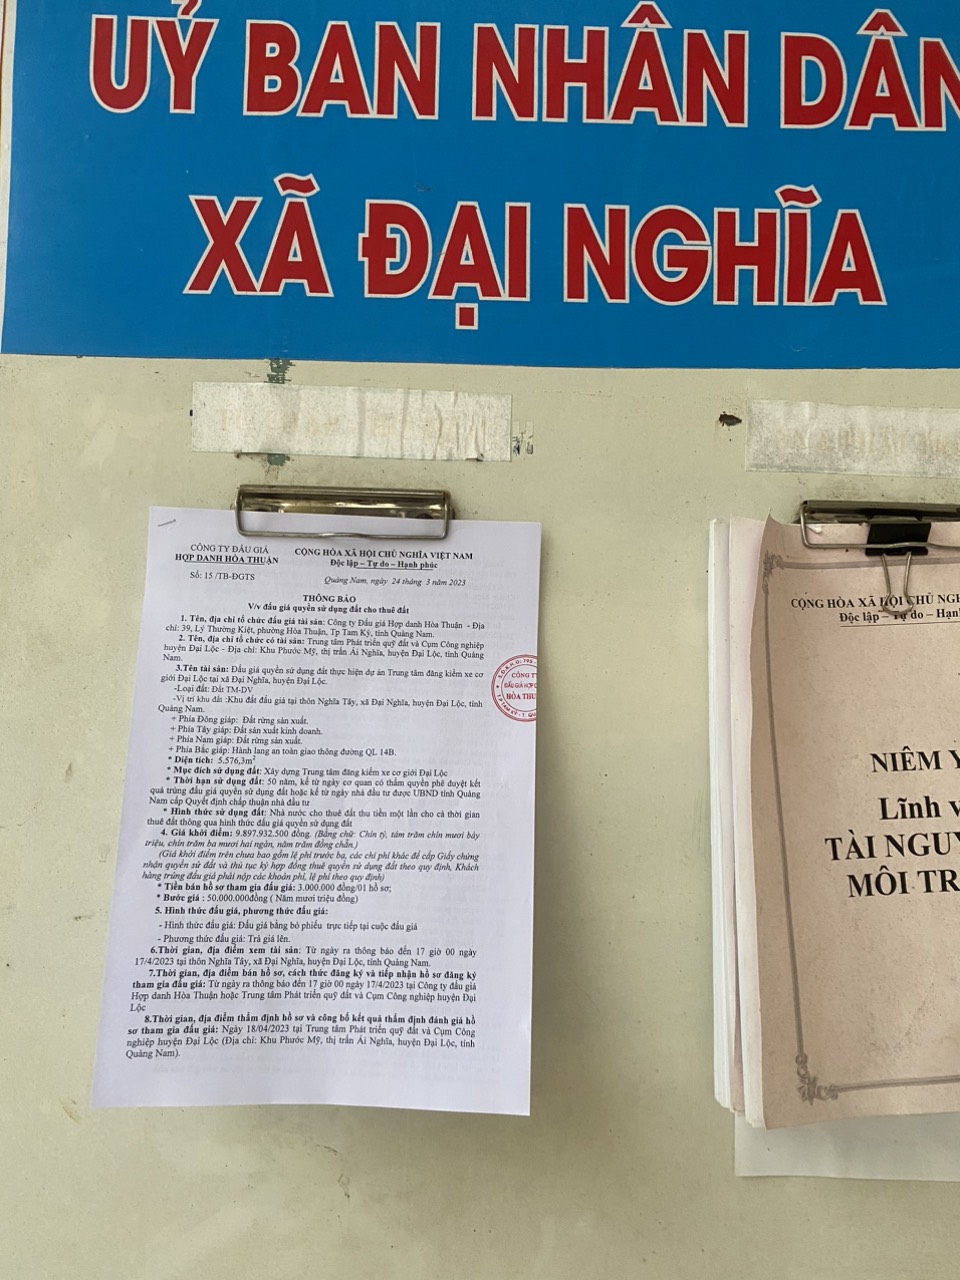 UỶ BAN NHÂN DÂN
XÃ ĐẠI NGHĨA
CÔNG TY ĐẤU GIÁ
HỢP DANH HÒA THUẬN
Số: 15 /TB-ĐGTS
CỘNG HÒA XÃ HỘI CHỦ NGHĨA VIỆT NAM
Độc lập – Tự do – Hạnh phúc
Quảng Nam, ngày 24 tháng 3 năm 2023
THÔNG BÁO
V/v đấu giá quyền sử dụng đất cho thuê đất
1. Tên, địa chỉ tổ chức đấu giá tài sản: Công ty Đấu giá Hợp danh Hòa Thuận - Địa
chỉ: 39, Lý Thường Kiệt, phường Hòa Thuận, Tp Tam Kỳ, tỉnh Quảng Nam.
2. Tên, địa chỉ tổ chức có tài sản: Trung tâm Phát triển quỹ đất và Cụm Công nghiệp
huyện Đại Lộc - Địa chỉ: Khu Phước Mỹ, thị trấn Ái Nghĩa, huyện Đại Lộc, tỉnh Quảng
Nam.
3.Tên tài sản: Đấu giá quyền sử dụng đất thực hiện dự án Trung tâm đăng kiểm xe cơ
giới Đại Lộc tại xã Đại Nghĩa, huyện Đại Lộc.
-Loại đất: Đất TM-DV
-Vị trí khu đất :Khu đất đấu giá tại thôn Nghĩa Tây, xã Đại Nghĩa, huyện Đại Lộc, tỉnh
Quảng Nam.
+ Phía Đông giáp: Đất rừng sản xuất.
+ Phía Tây giáp: Đất sản xuất kinh doanh.
+ Phía Nam giáp: Đất rừng sản xuất.
+ Phía Bắc giáp: Hành lang an toàn giao thông đường QL 14B.
* Diện tích: 5.576,3m²
* Mục đích sử dụng đất: Xây dựng Trung tâm đăng kiểm xe cơ giới Đại Lộc
* Thời hạn sử dụng đất: 50 năm, kể từ ngày cơ quan có thẩm quyền phê duyệt kết
quả trúng đấu giá quyền sử dụng đất hoặc kể từ ngày nhà đầu tư được UBND tỉnh Quảng
Nam cấp Quyết định chấp thuận nhà đầu tư
* Hình thức sử dụng đất: Nhà nước cho thuê đất thu tiền một lần cho cả thời gian
thuê đất thông qua hình thức đấu giá quyền sử dụng đất
4. Giá khởi điểm: 9.897.932.500 đồng. (Bằng chữ: Chín tỷ, tám trăm chín mươi bảy
triệu, chín trăm ba mươi hai ngàn, năm trăm đồng chẵn.)
(Giá khởi điểm trên chưa bao gồm lệ phí trước bạ, các chi phí khác để cấp Giấy chứng
nhận quyền sử đất và thủ tục ký hợp đồng thuê quyền sử dụng đất theo quy định, Khách
hàng trúng đấu giá phải nộp các khoản phí, lệ phí theo quy định)
* Tiền bán hồ sơ tham gia đấu giá: 3.000.000 đồng/01 hồ sơ;
* Bước giá : 50.000.000đồng ( Năm mươi triệu đồng)
5. Hình thức đấu giá, phương thức đấu giá:
- Hình thức đấu giá: Đấu giá bằng bỏ phiếu trực tiếp tại cuộc đấu giá
- Phương thức đấu giá: Trả giá lên.
6.Thời gian, địa điểm xem tài sản: Từ ngày ra thông báo đến 17 giờ 00 ngày
17/4/2023 tại thôn Nghĩa Tây, xã Đại Nghĩa, huyện Đại Lộc, tỉnh Quảng Nam.
7.Thời gian, địa điểm bán hồ sơ, cách thức đăng ký và tiếp nhận hồ sơ đăng ký
tham gia đấu giá: Từ ngày ra thông báo đến 17 giờ 00 ngày 17/4/2023 tại Công ty đấu giá
Hợp danh Hòa Thuận hoặc Trung tâm Phát triển quỹ đất và Cụm Công nghiệp huyện Đại
Lộc
8.Thời gian, địa điểm thẩm định hồ sơ và công bố kết quả thẩm định đánh giá hồ
sơ tham gia đấu giá: Ngày 18/04/2023 tại Trung tâm Phát triển quỹ đất và Cụm Công
nghiệp huyện Đại Lộc (Địa chỉ: Khu Phước Mỹ, thị trấn Ái Nghĩa, huyện Đại Lộc, tỉnh
Quảng Nam).
CÔNG TY
ĐẤU GIÁ HỢP
HÒA THU
CỘNG HÒA XÃ HỘI CHỦ NGH
Độc lập – Tự do – Hạnh
NIÊM Y
Lĩnh v
TÀI NGUY
MÔI TR